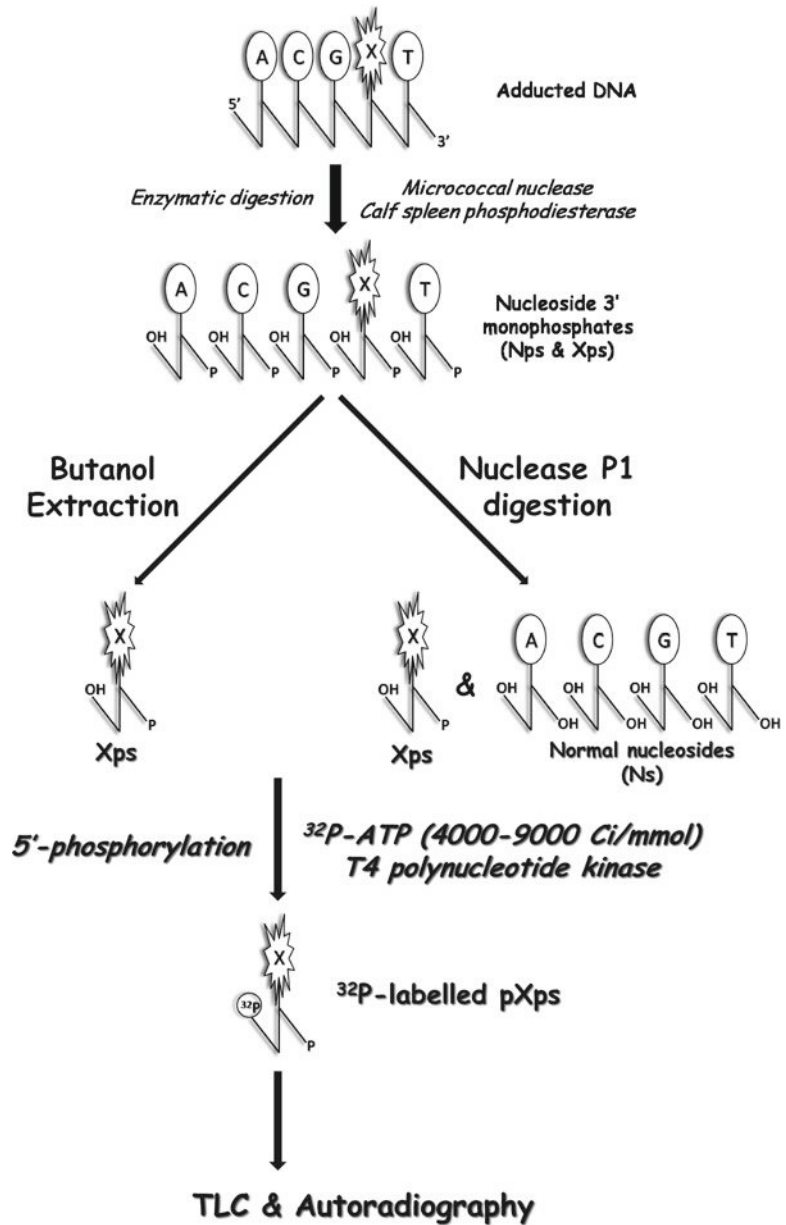 A C G X T
5’
3’
Adducted DNA
Enzymatic digestion
Micrococcal nuclease
Calf spleen phosphodiesterase
A C G X T
OH P OH P OH P OH P OH P
Nucleoside 3’
monophosphates
(Nps & Xps)
Butanol
Extraction
Nuclease P1
digestion
X
OH P
Xps
X
OH P
Xps
&
A C G T
OH OH OH OH OH OH OH OH
Normal nucleosides
(Ns)
5’-phosphorylation
³²P-ATP (4000-9000 Ci/mmol)
T4 polynucleotide kinase
X
³²P P
³²P-labelled pXps
TLC & Autoradiography